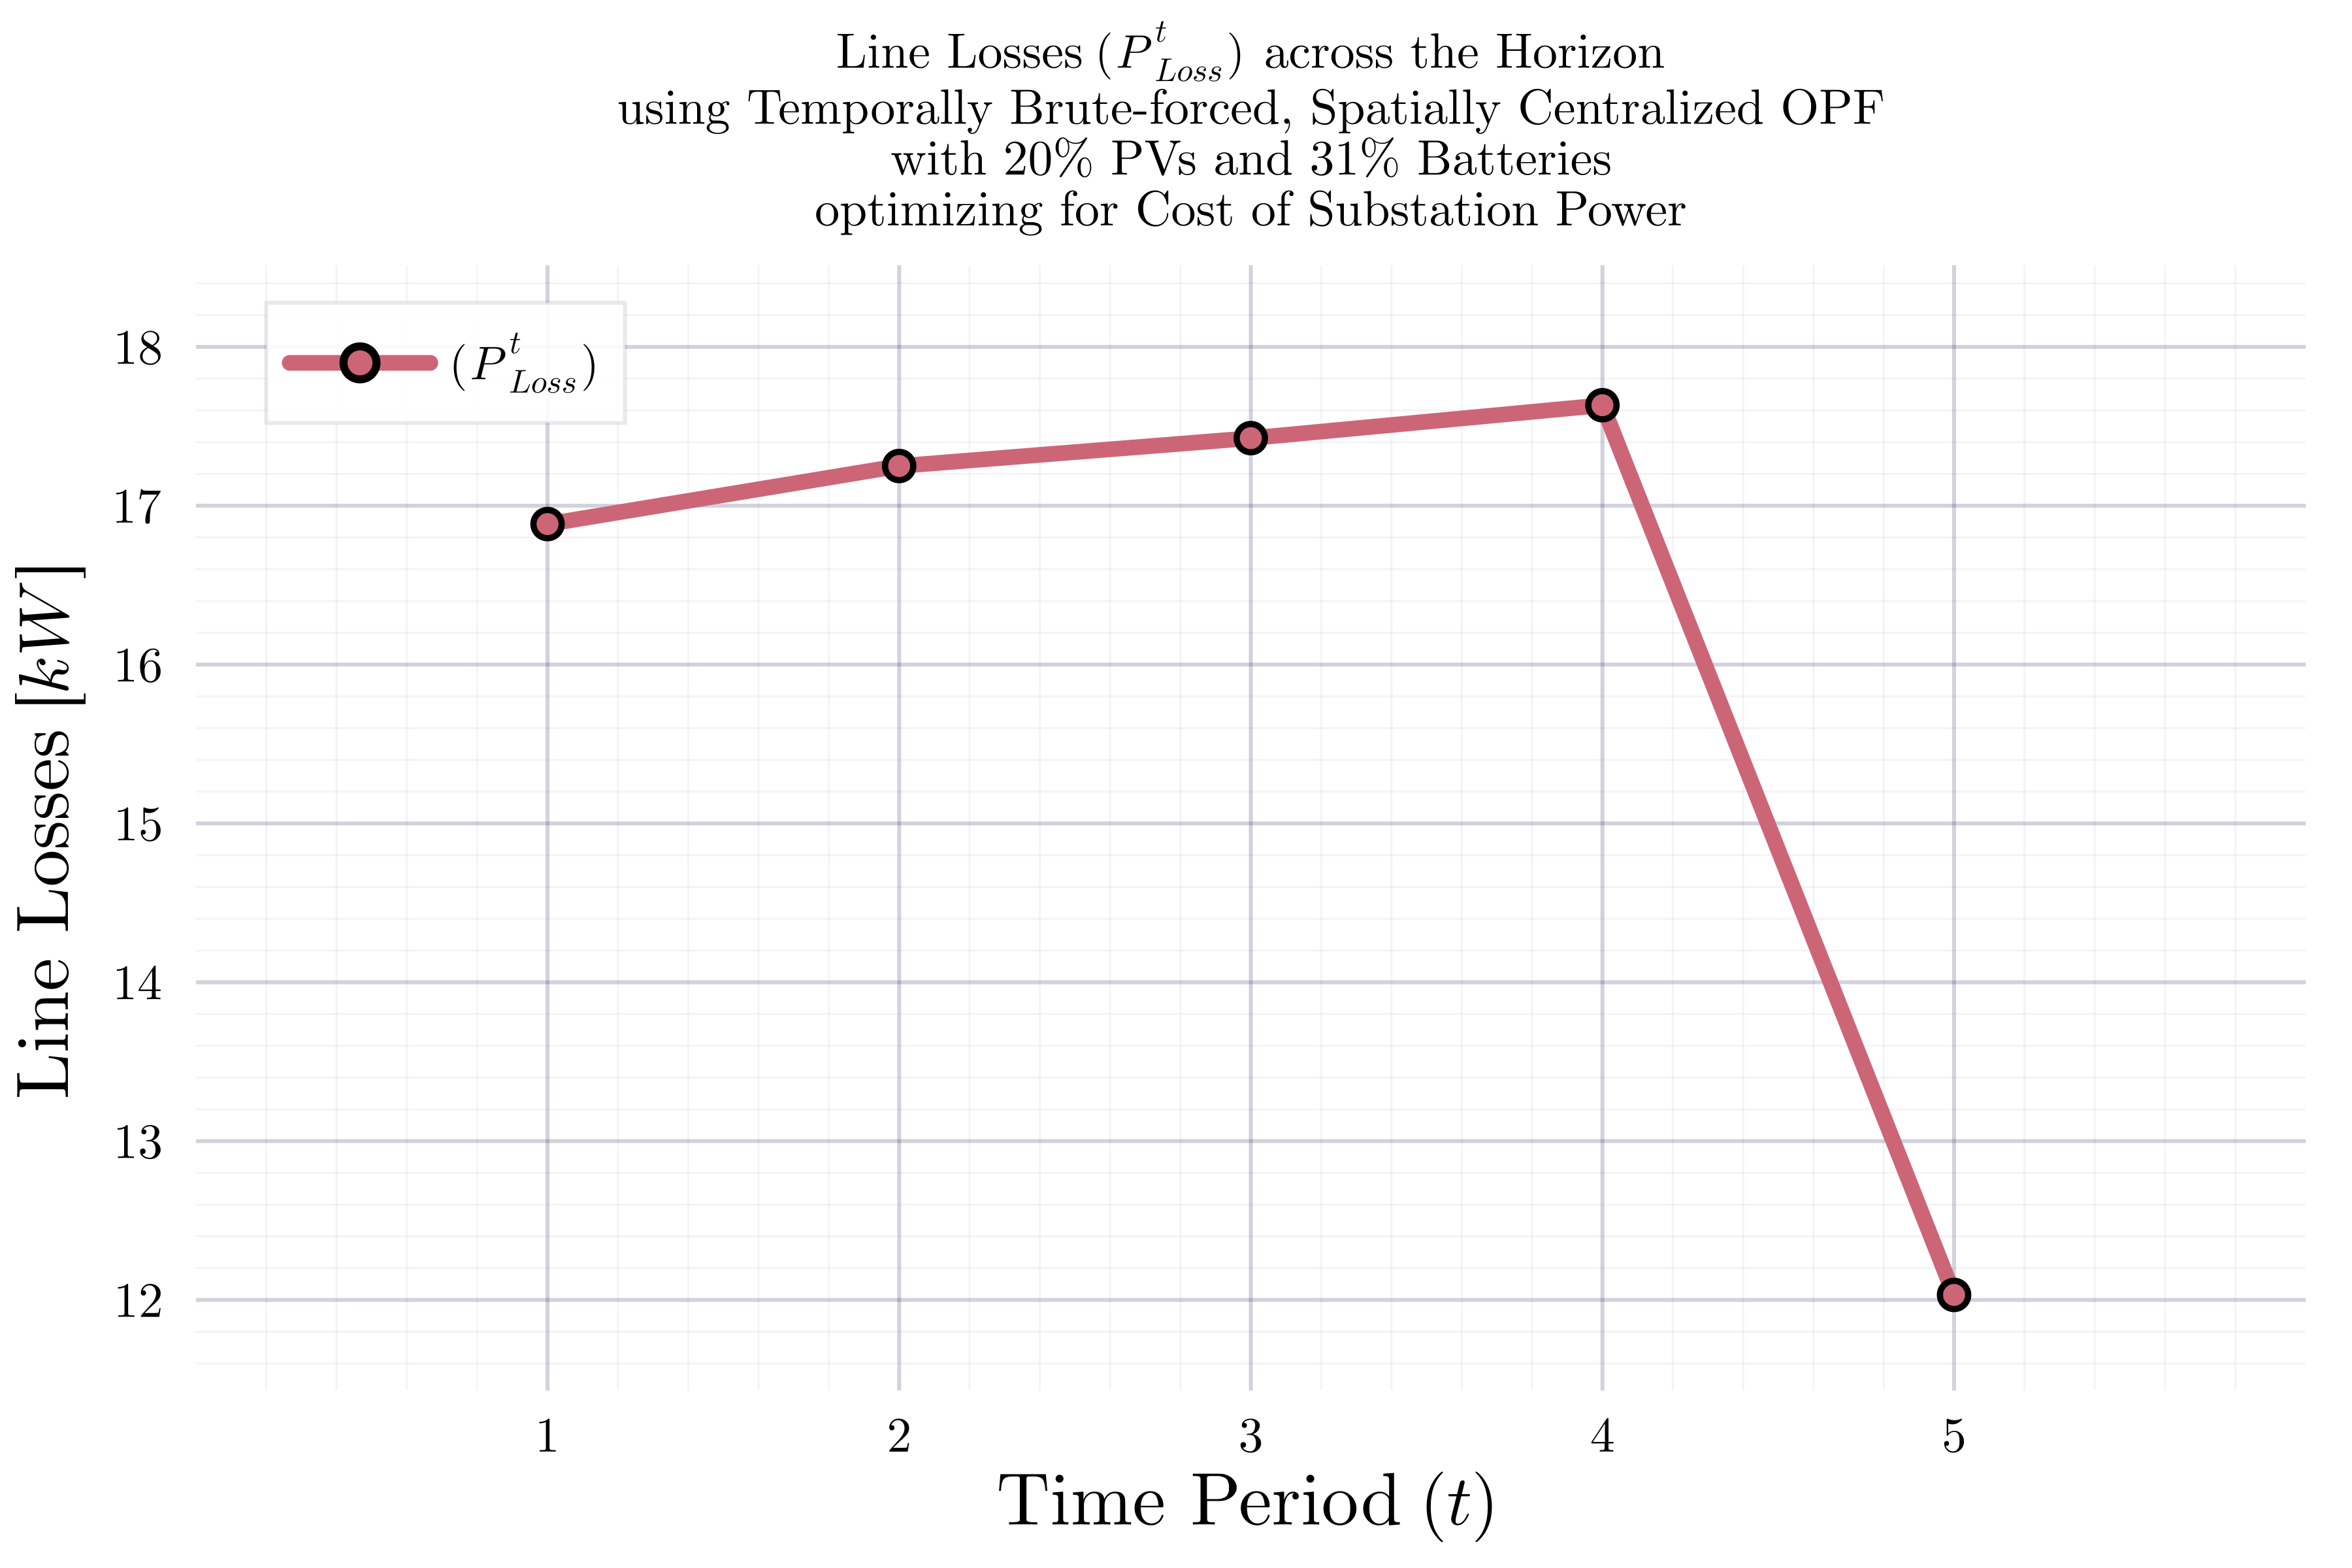 Line Losses (P^t_Loss) across the Horizon
using Temporally Brute-forced, Spatially Centralized OPF
with 20% PVs and 31% Batteries
optimizing for Cost of Substation Power
(P^t_Loss)
18
17
16
15
14
13
12
Line Losses [kW]
1 2 3 4 5
Time Period (t)